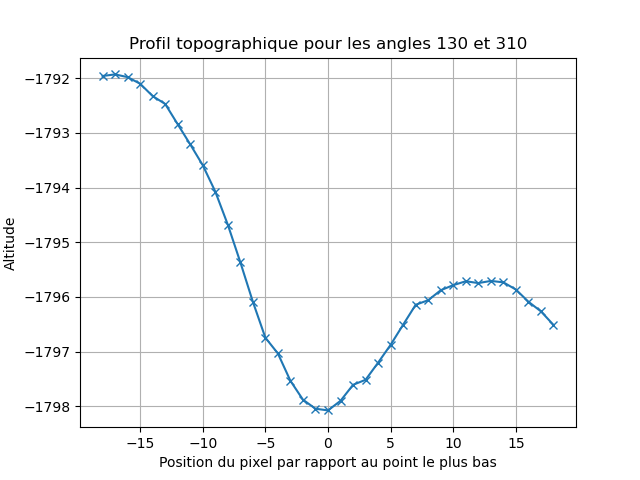 Profil topographique pour les angles 130 et 310
Altitude
−1792
−1793
−1794
−1795
−1796
−1797
−1798
−15 −10 −5 0 5 10 15
Position du pixel par rapport au point le plus bas